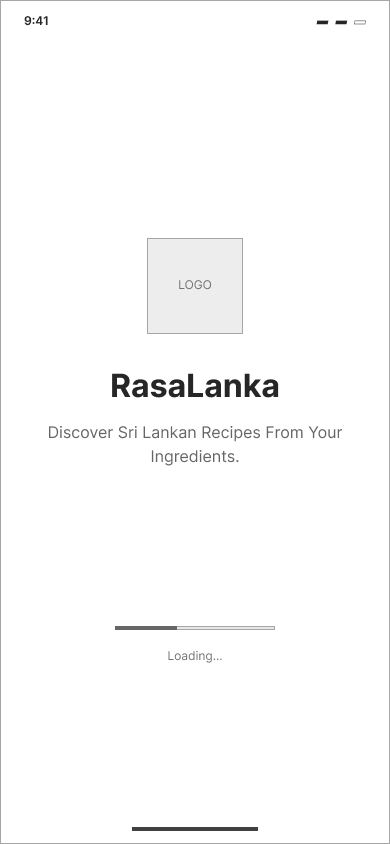 9:41
LOGO
RasaLanka
Discover Sri Lankan Recipes From Your
Ingredients.
Loading...